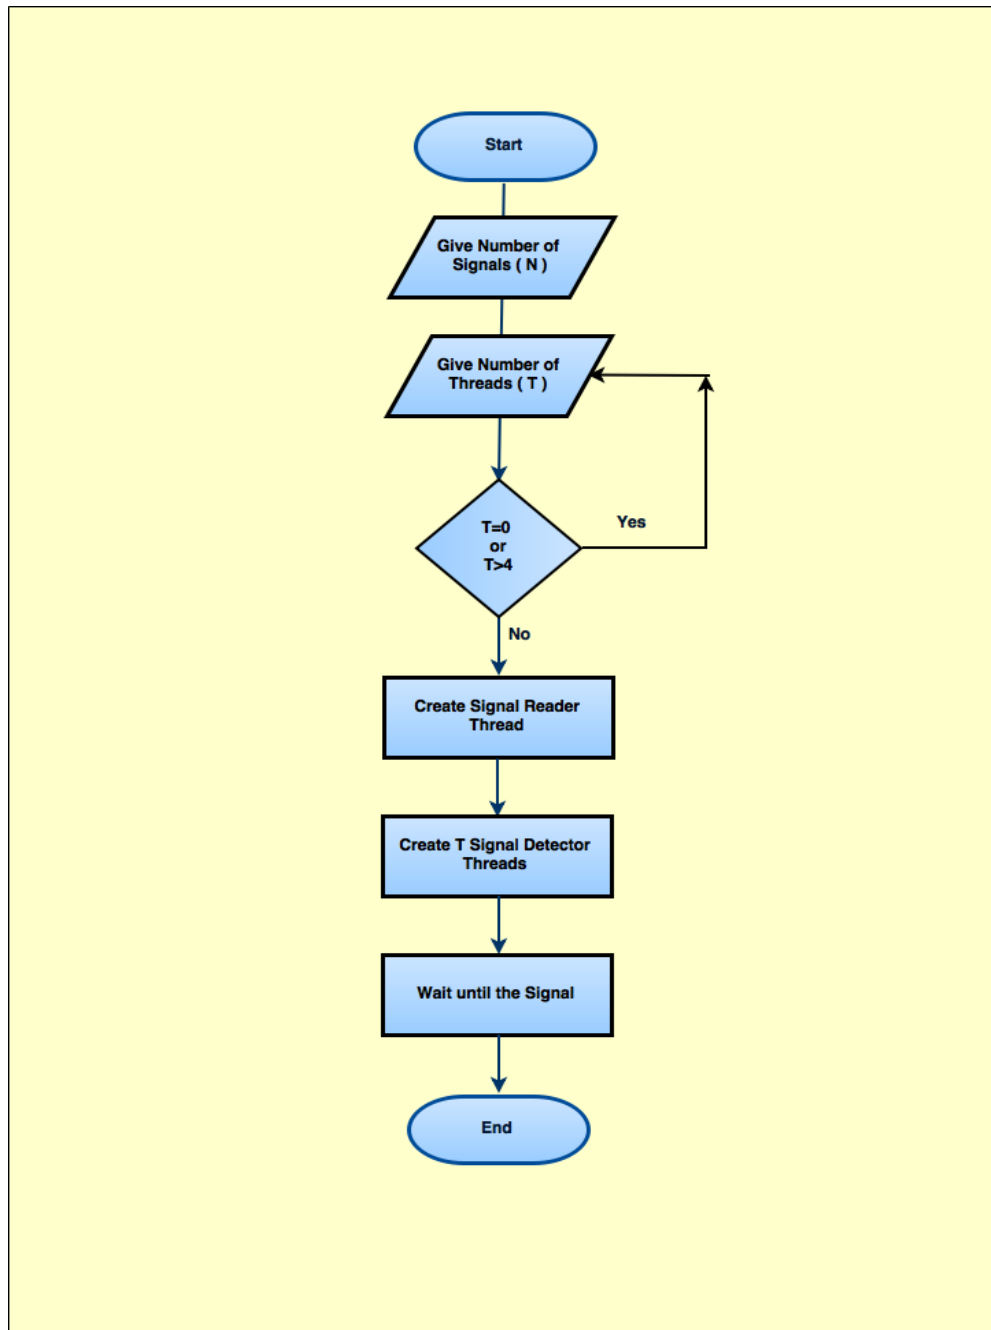 Start
Give Number of
Signals ( N )
Give Number of
Threads ( T )
T=0
or
T>4
Yes
No
Create Signal Reader
Thread
Create T Signal Detector
Threads
Wait until the Signal
End